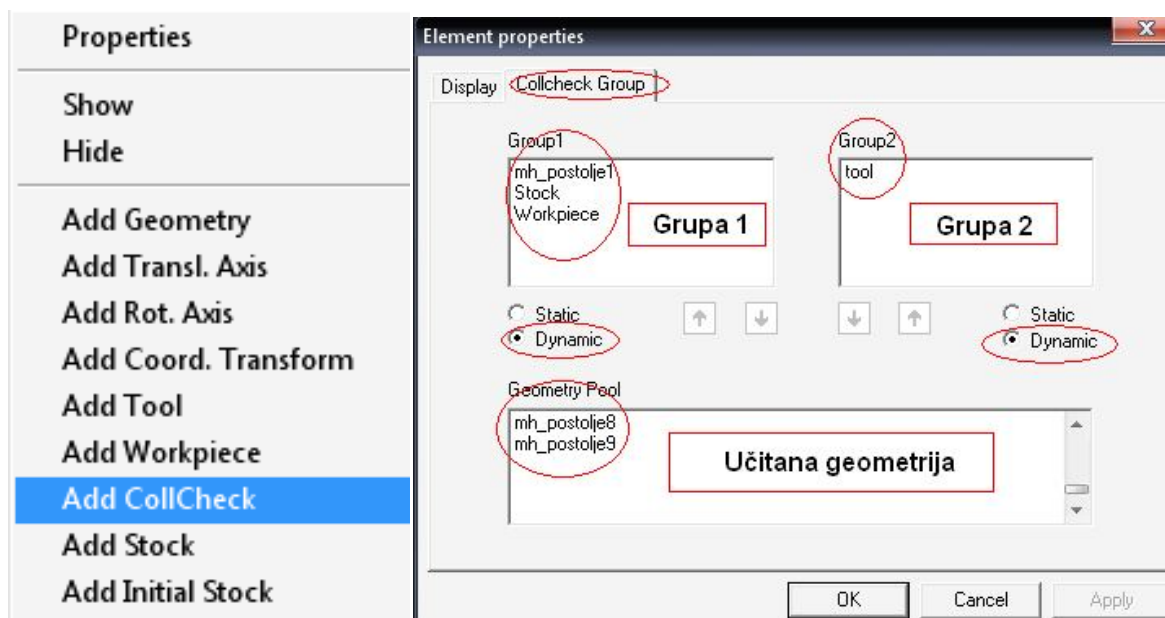 Properties
Show
Hide
Add Geometry
Add Transl. Axis
Add Rot. Axis
Add Coord. Transform
Add Tool
Add Workpiece
Add CollCheck
Add Stock
Add Initial Stock
Element properties
Display
Collcheck Group
Group1
mh_postolje1
Stock
Workpiece
Grupa 1
Static
Dynamic
Group2
tool
Grupa 2
Static
Dynamic
Geometry Pool
mh_postolje8
mh_postolje9
Učitana geometrija
OK
Cancel
Apply